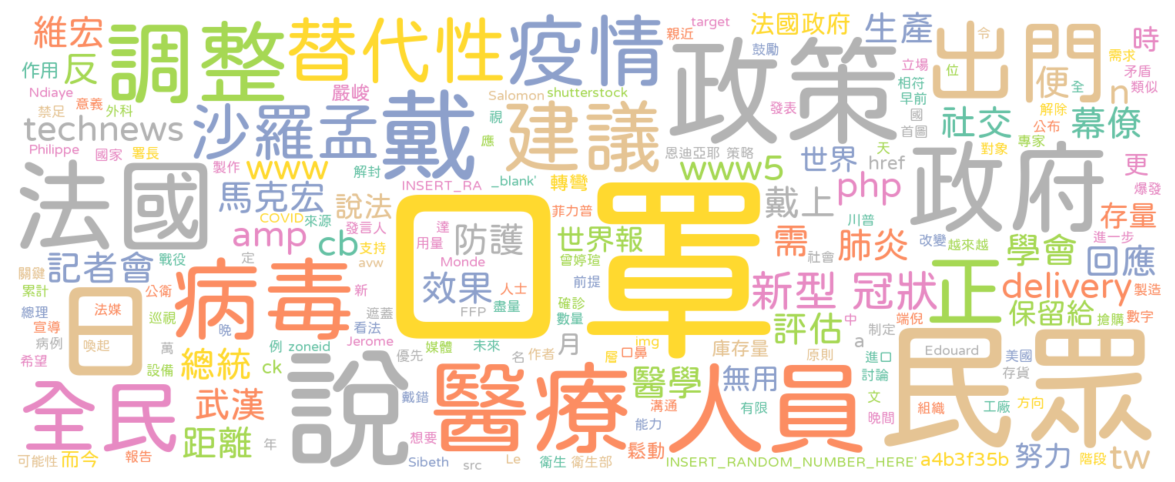 維宏 調整 替代性 疫情 親近 target 法國政府 生產 出門 令 時
作用 反 鼓勵 立場 位 需求 矛盾
Ndiaye 禁足 意義 外科 嚴峻 Salomon shutterstock 政策 相符 便 全 n 類似
technews 沙羅孟 戴 視 建議 發表 早前 國 社交 解除 公布 幕僚
Philippe 國家 署長 製作 應 恩迪亞耶 策略 首圖 天 對象 專家
法國 www 解封 INSERT_RA _blank' 轉彎 www5 世界 href 政府 更 爆發
馬克宏 說法 COVID 來源 發言人 口罩 菲力普 戴上 php 川普 存量
amp cb 支持 達 用量 防護 世界報 需 肺炎 改變 越來越 學會 進一步
記者會 戰役 定 avw Monde 曾婷瑄 社會 回應
關鍵 累計 日 法媒 公衛 病毒 新 效果 人士 前提 新型 冠狀 正 delivery 製造
總理 宣導 巡視 晚 遮蓋 看法 FFP 盡量 確診 數量 評估 中 制定 端倪 保留給 搶購 數字
病例 喚起 萬 例 zoneid Jerome 媒體 未來 月 img 庫存量 a Edouard
希望 設備 總統 ck 優先 名 作者 層 口鼻 原則 進口 討論 美國 存貨
全民 武漢 說 戴錯 醫療 人員 醫學 無用 文 民眾 工廠 方向
距離 年 想要 溝通 有限 能力 晚間 組織
可能性 而今 報告 Sibeth src Le 衛生 衛生部 鬆動 INSERT_RANDOM_NUMBER_HERE' a4b3f35b 努力 階段 tw